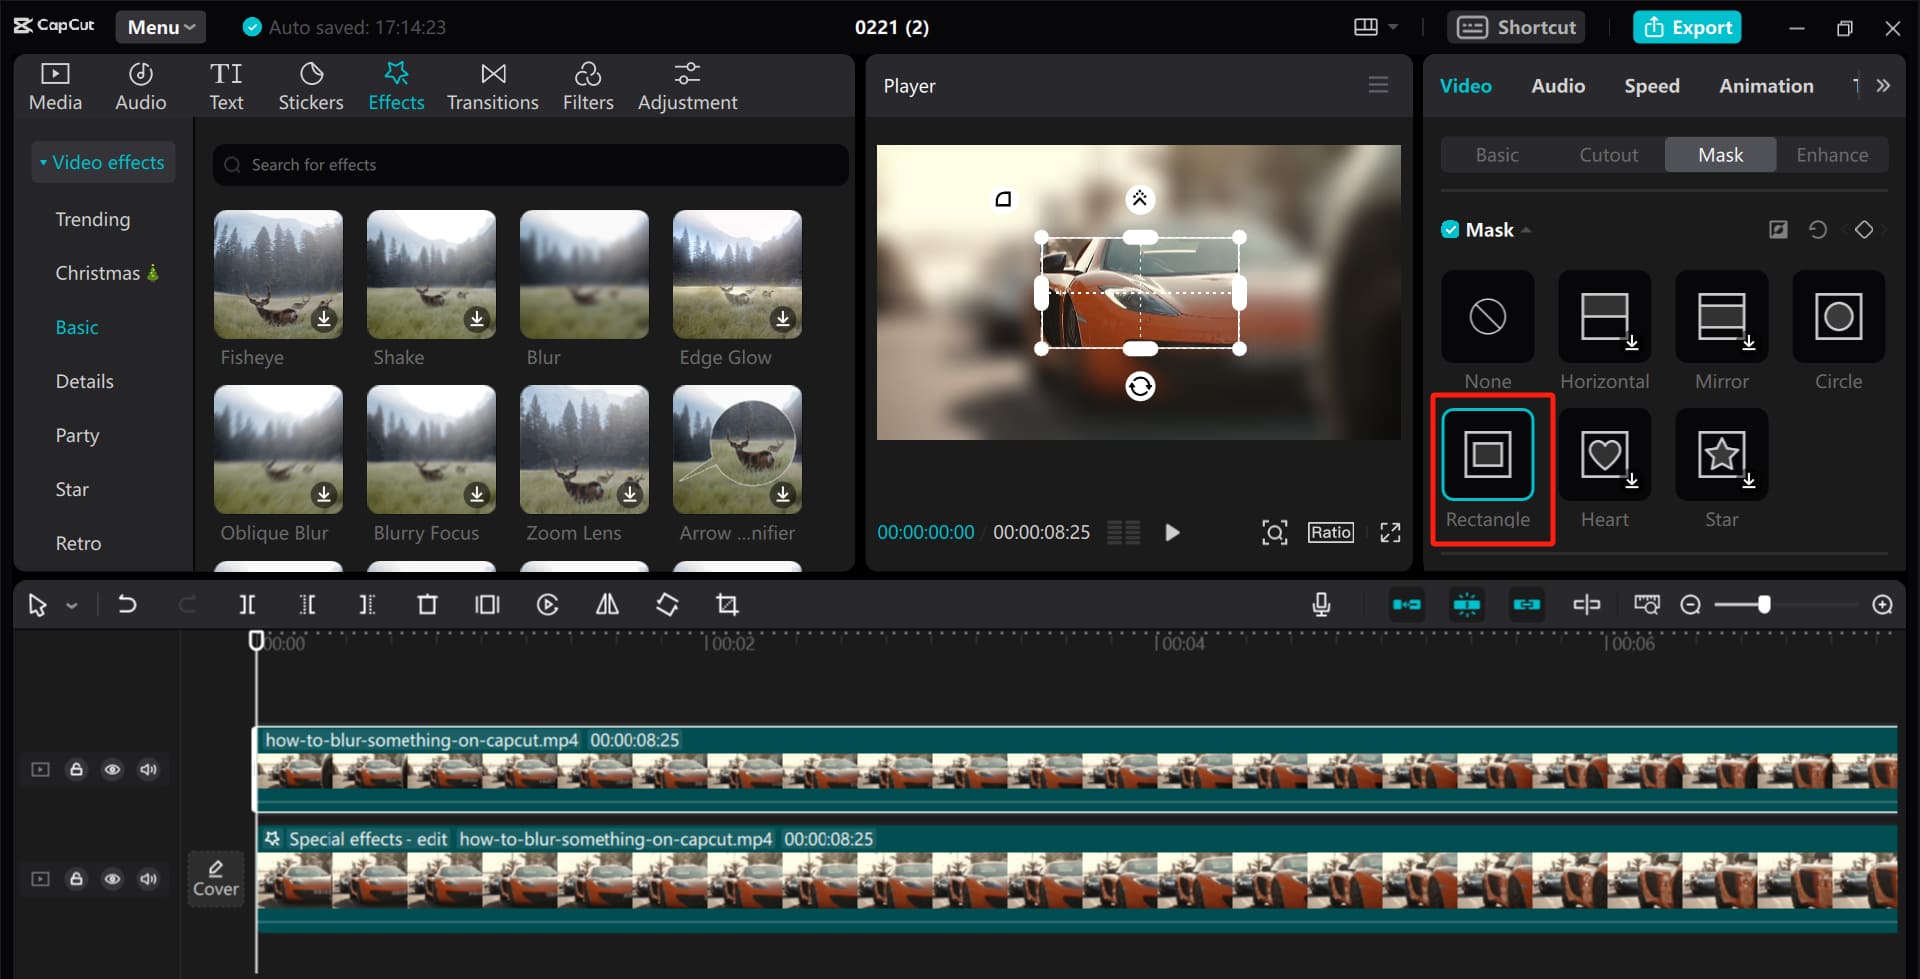 CapCut
Menu
Auto saved: 17:14:23
0221 (2)
Shortcut
Export
Media
Audio
Text
Stickers
Effects
Transitions
Filters
Adjustment
Video effects
Trending
Christmas
Basic
Details
Party
Star
Retro
Search for effects
Fisheye
Shake
Blur
Edge Glow
Oblique Blur
Blurry Focus
Zoom Lens
Arrow ...nifier
Player
00:00:00:00
00:00:08:25
Ratio
Video
Audio
Speed
Animation
Basic
Cutout
Mask
Enhance
Mask
None
Horizontal
Mirror
Circle
Rectangle
Heart
Star
00:00
00:02
00:04
00:06
how-to-blur-something-on-capcut.mp4 00:00:08:25
Cover
Special effects - edit how-to-blur-something-on-capcut.mp4 00:00:08:25